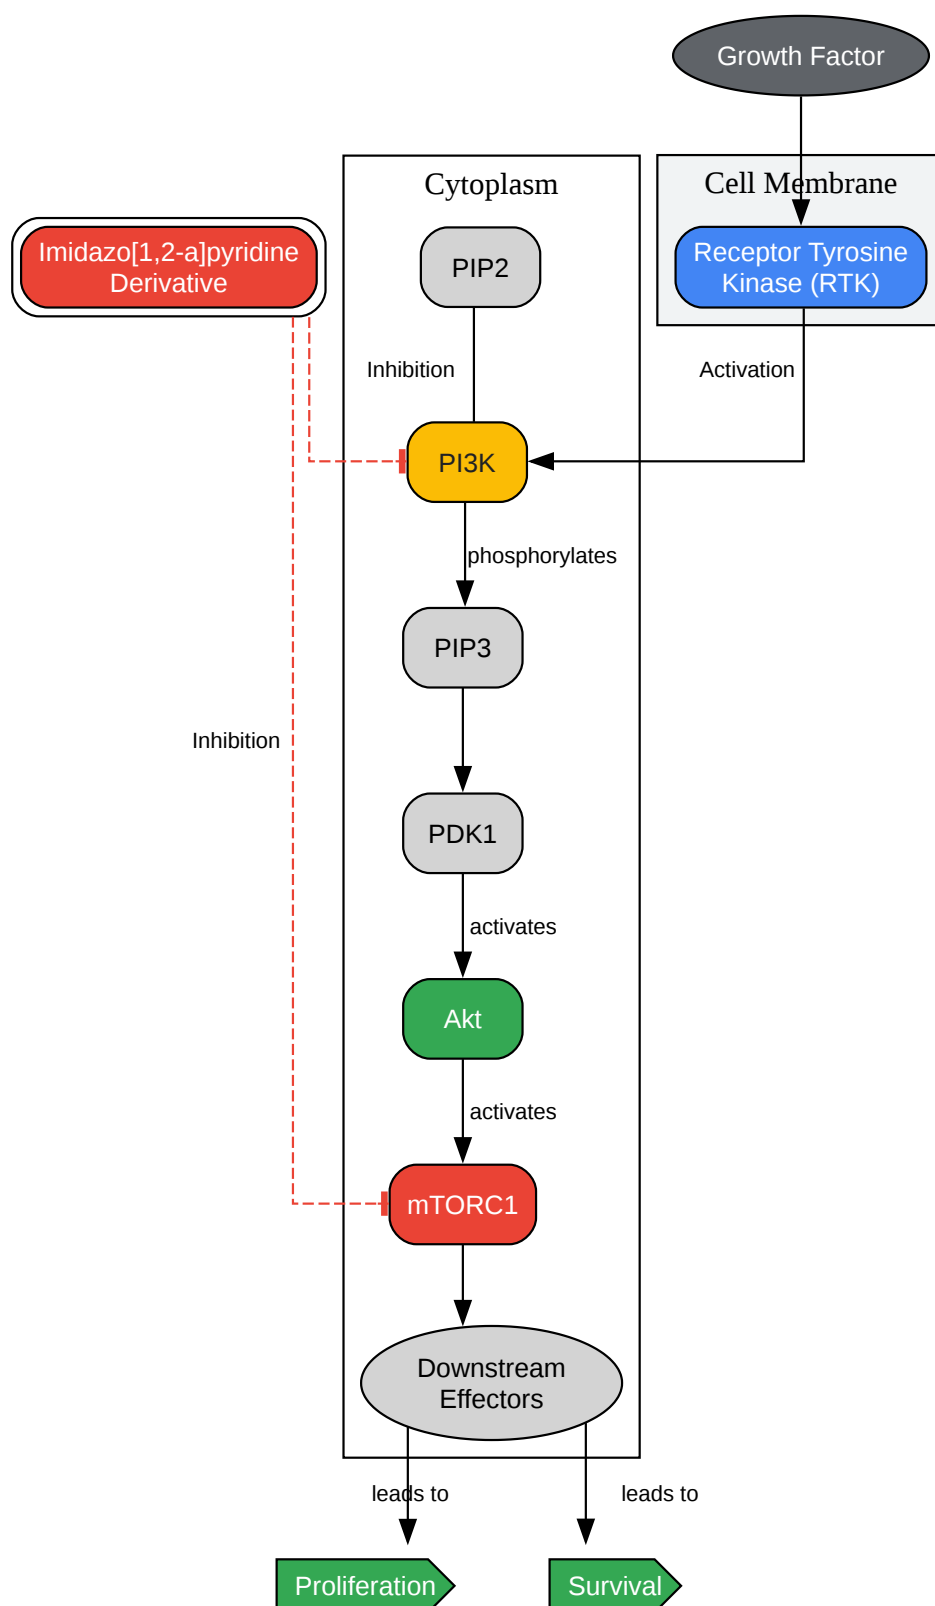 Growth Factor
Cytoplasm
Cell Membrane
Imidazo[1,2-a]pyridine
Derivative
PIP2
Receptor Tyrosine
Kinase (RTK)
Inhibition
Activation
PI3K
phosphorylates
PIP3
Inhibition
PDK1
activates
Akt
activates
mTORC1
Downstream
Effectors
leads to
leads to
Proliferation
Survival